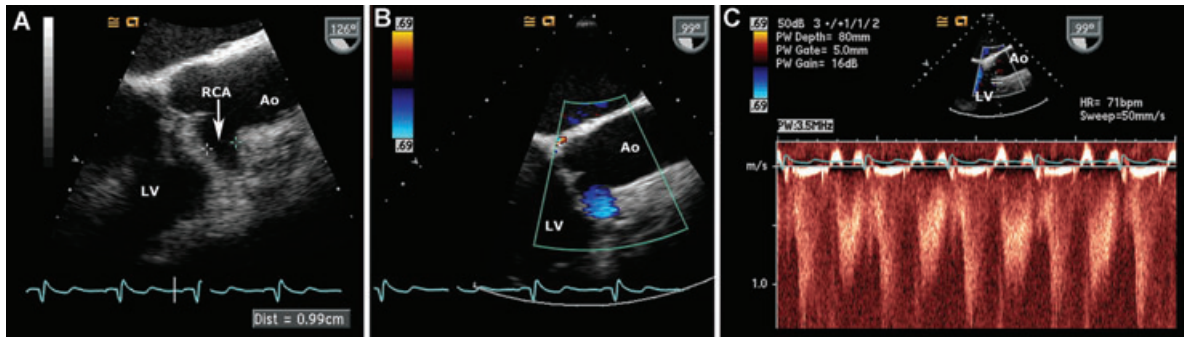 A
126°
RCA
Ao
LV
Dist = 0.99cm
B
.69
.69
99°
Ao
LV
C
.69
.69
50dB 3 +/+1/1/2
PW Depth= 80mm
PW Gate= 5.0mm
PW Gain= 16dB
99°
Ao
LV
HR= 71bpm
Sweep=50mm/s
PW:3.5MHz
m/s
1.0